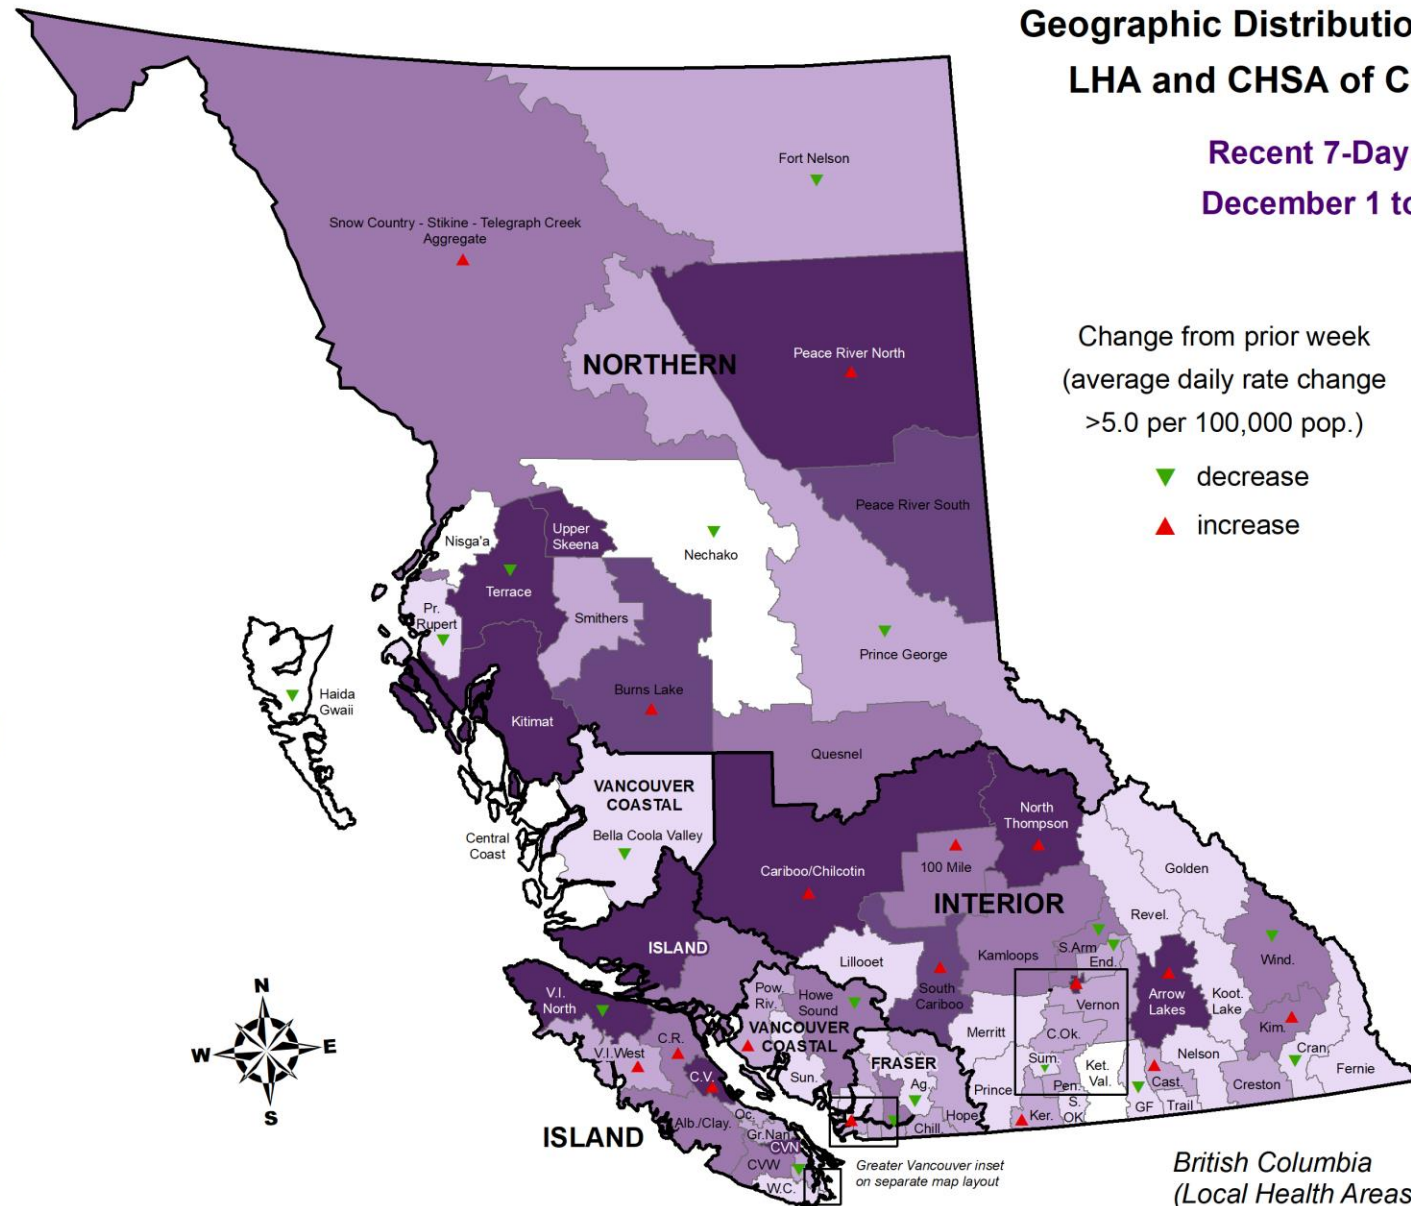 Geographic Distributio
LHA and CHSA of C
Recent 7-Day
December 1 to
Change from prior week
(average daily rate change
>5.0 per 100,000 pop.)
decrease
increase
Fort Nelson
Snow Country - Stikine - Telegraph Creek
Aggregate
NORTHERN
Peace River North
Peace River South
Upper
Skeena
Nisga'a
Nechako
Terrace
Pr.
Rupert
Smithers
Prince George
Haida
Gwaii
Burns Lake
Kitimat
Quesnel
VANCOUVER
COASTAL
Bella Coola Valley
Central
Coast
North
Thompson
Cariboo/Chilcotin
100 Mile
Golden
INTERIOR
Revel.
ISLAND
Lillooet
Kamloops
S.Arm
End.
Wind.
South
Cariboo
Arrow
Lakes
Koot.
Lake
Vernon
V.I.
North
Pow.
Riv.
Howe
Sound
VANCOUVER
COASTAL
Merritt
C.Ok.
Kim.
C.R.
V.I.West
FRASER
Sum.
Ket.
Val.
Nelson
Cran.
Fernie
C.V.
Sun.
Ag.
Prince
Pen.
Cast.
Creston
Oc.
Alb./Clay.
Hope
Ker.
S.
OK
GF
Trail
Chill.
Gr.Nan
CVN
ISLAND
CVW
W.C.
Greater Vancouver inset
on separate map layout
N
W
E
S
British Columbia
(Local Health Areas